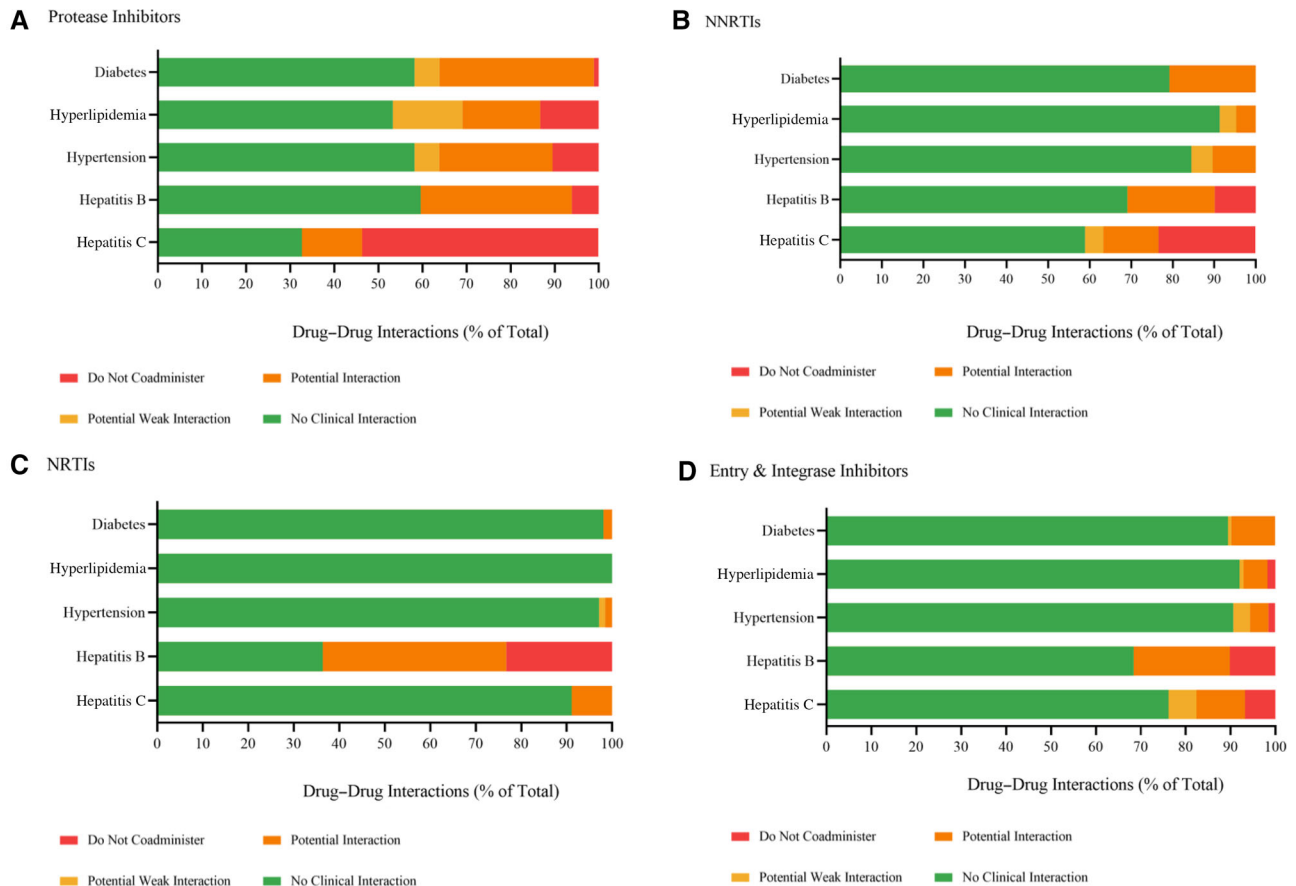 A Protease Inhibitors
Diabetes
Hyperlipidemia
Hypertension
Hepatitis B
Hepatitis C
0 10 20 30 40 50 60 70 80 90 100
Drug–Drug Interactions (% of Total)
Do Not Coadminister Potential Interaction
Potential Weak Interaction No Clinical Interaction
B NNRTIs
Diabetes
Hyperlipidemia
Hypertension
Hepatitis B
Hepatitis C
0 10 20 30 40 50 60 70 80 90 100
Drug–Drug Interactions (% of Total)
Do Not Coadminister Potential Interaction
Potential Weak Interaction No Clinical Interaction
C NRTIs
Diabetes
Hyperlipidemia
Hypertension
Hepatitis B
Hepatitis C
0 10 20 30 40 50 60 70 80 90 100
Drug–Drug Interactions (% of Total)
Do Not Coadminister Potential Interaction
Potential Weak Interaction No Clinical Interaction
D Entry & Integrase Inhibitors
Diabetes
Hyperlipidemia
Hypertension
Hepatitis B
Hepatitis C
0 10 20 30 40 50 60 70 80 90 100
Drug–Drug Interactions (% of Total)
Do Not Coadminister Potential Interaction
Potential Weak Interaction No Clinical Interaction